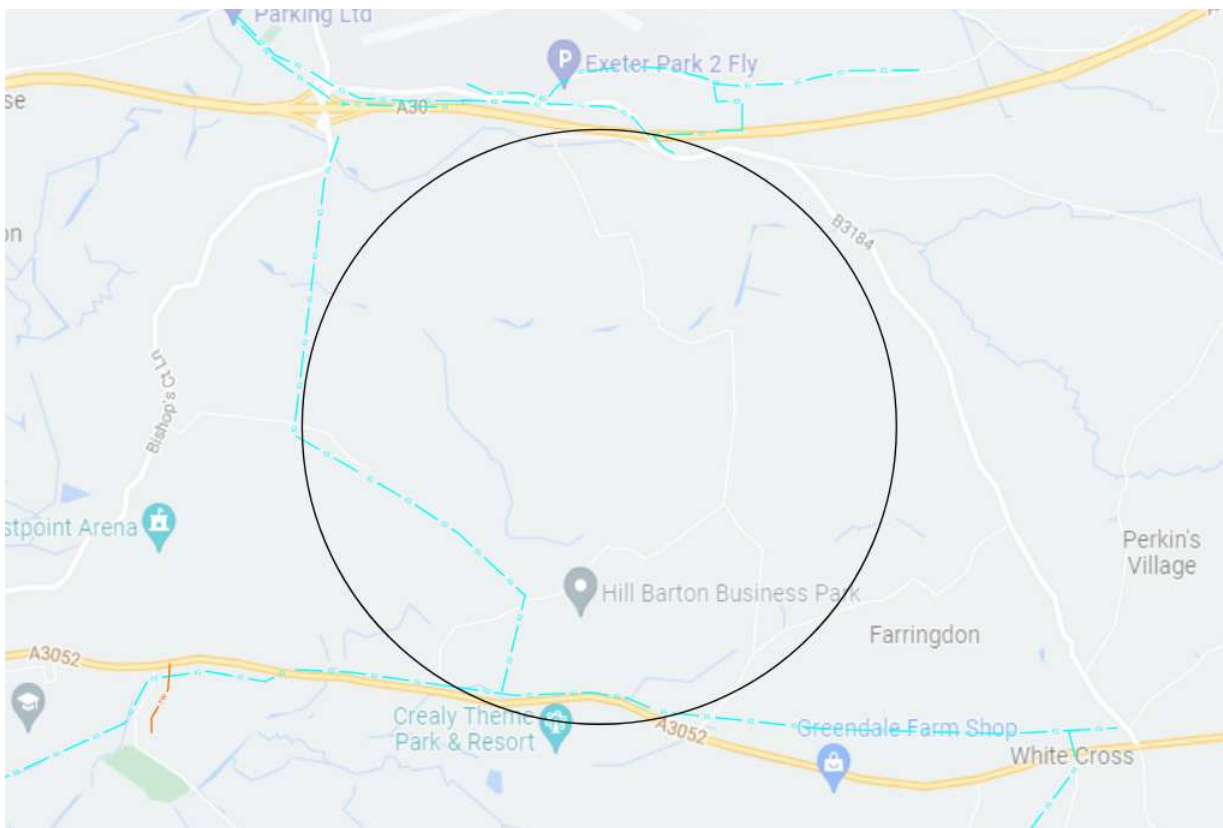 Parking Ltd
Exeter Park 2 Fly
A30
B3184
Bishop's Ct Ln
Perkin's
Village
Hill Barton Business Park
Farringdon
A3052
Crealy Theme
Park & Resort
A3052
Greendale Farm Shop
White Cross
stpoint Arena
se
on